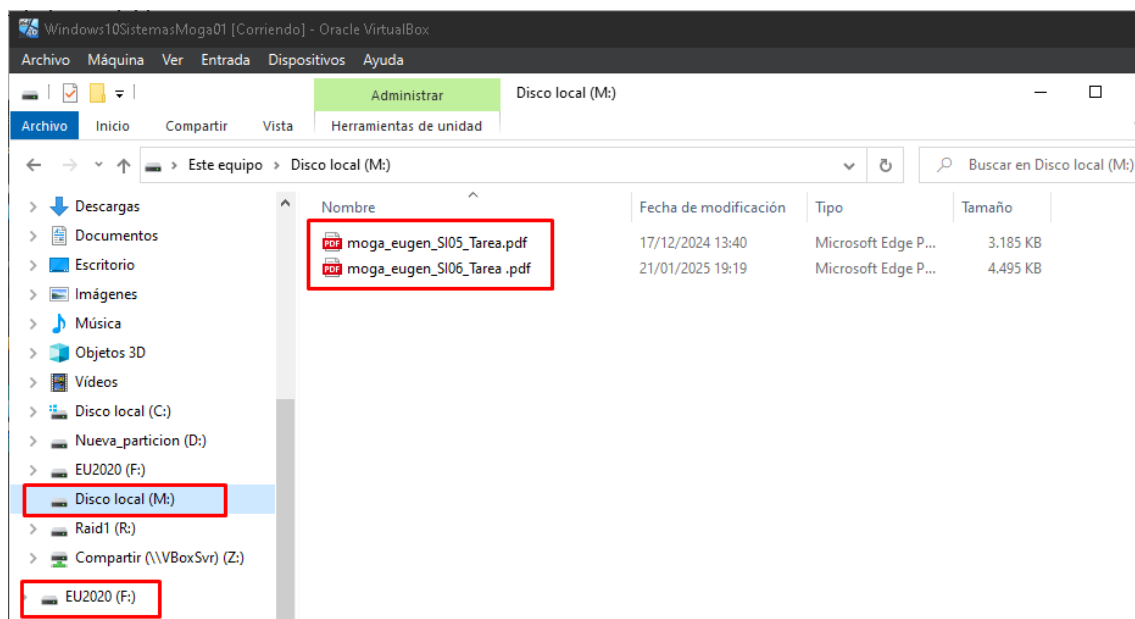 Windows10SistemasMoga01 [Corriendo] - Oracle VirtualBox
Archivo Máquina Ver Entrada Dispositivos Ayuda
Administrar Disco local (M:)
Archivo Inicio Compartir Vista Herramientas de unidad
Este equipo > Disco local (M:) Buscar en Disco local (M:)
Descargas
Documentos
Escritorio
Imágenes
Música
Objetos 3D
Vídeos
Disco local (C:)
Nueva_particion (D:)
EU2020 (F:)
Disco local (M:)
Raid1 (R:)
Compartir (\\VBoxSvr) (Z:)
EU2020 (F:)
Nombre Fecha de modificación Tipo Tamaño
PDF moga_eugen_SI05_Tarea.pdf 17/12/2024 13:40 Microsoft Edge P... 3.185 KB
PDF moga_eugen_SI06_Tarea .pdf 21/01/2025 19:19 Microsoft Edge P... 4.495 KB